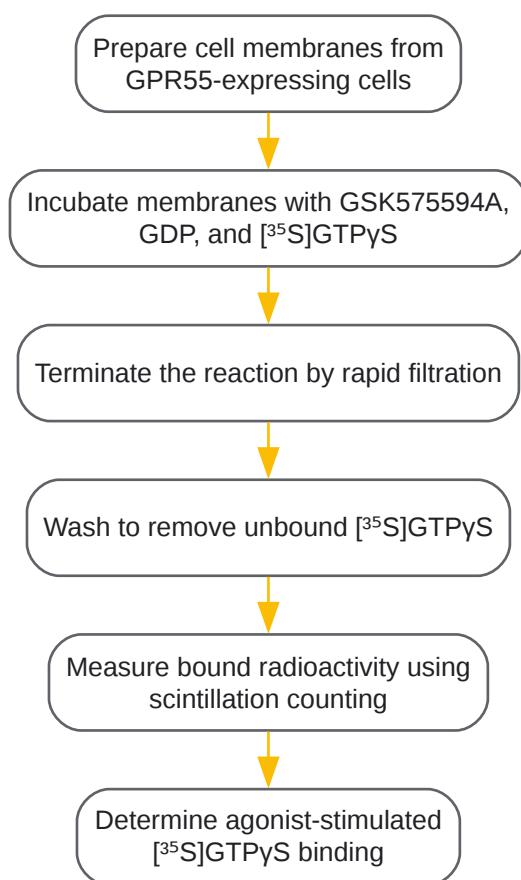 Prepare cell membranes from
GPR55-expressing cells
Incubate membranes with GSK575594A,
GDP, and [³⁵S]GTPγS
Terminate the reaction by rapid filtration
Wash to remove unbound [³⁵S]GTPγS
Measure bound radioactivity using
scintillation counting
Determine agonist-stimulated
[³⁵S]GTPγS binding